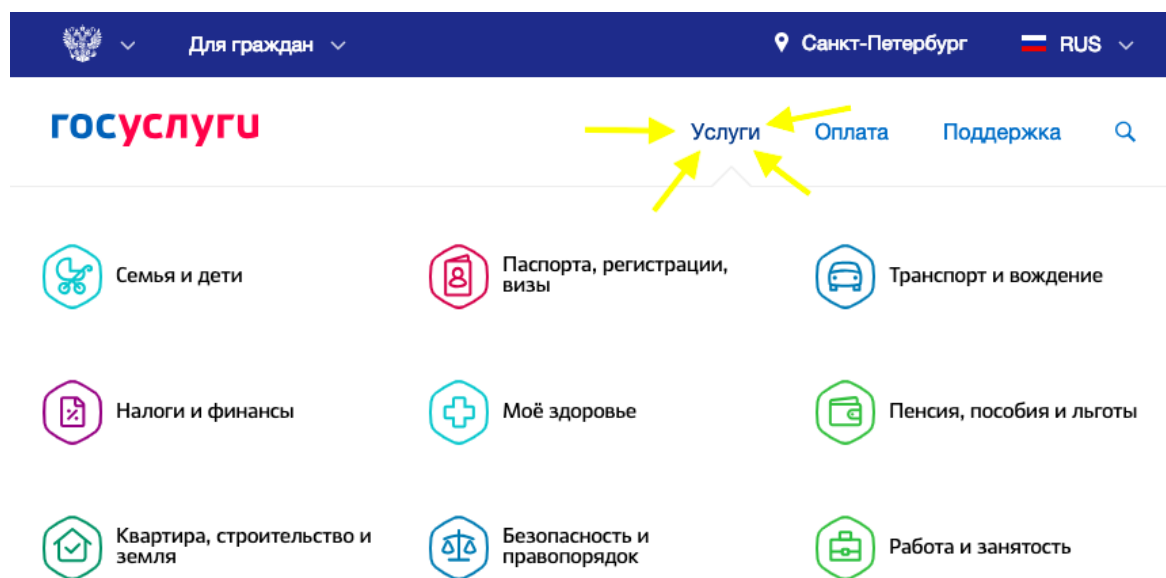 Для граждан
Санкт-Петербург
RUS
госуслуги
Услуги
Оплата
Поддержка
Семья и дети
Паспорта, регистрации,
визы
Транспорт и вождение
Налоги и финансы
Моё здоровье
Пенсия, пособия и льготы
Квартира, строительство и
земля
Безопасность и
правопорядок
Работа и занятость